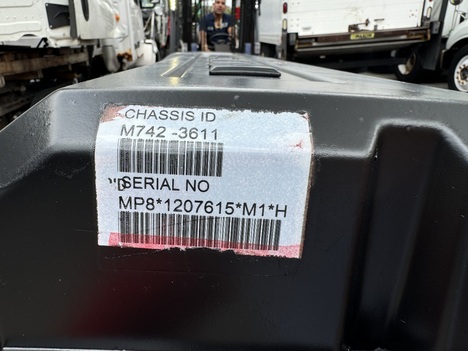 CHASSIS ID
M742 -3611
"D
SERIAL NO
MP8*1207615*M1*H